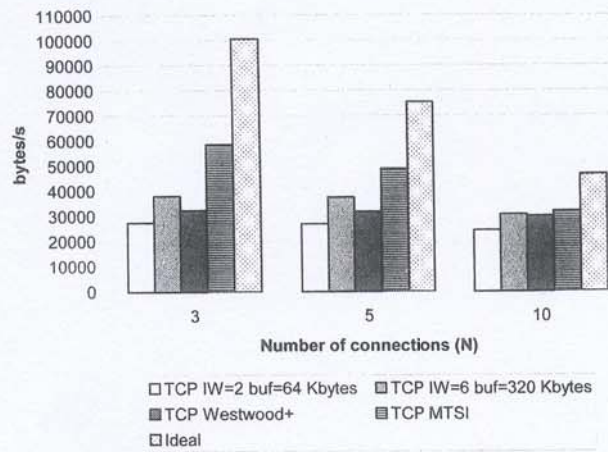 110000
100000
90000
80000
70000
60000
50000
40000
30000
20000
10000
0
bytes/s
3 5 10
Number of connections (N)
TCP IW=2 buf=64 Kbytes TCP IW=6 buf=320 Kbytes
TCP Westwood+ TCP MTSI
Ideal